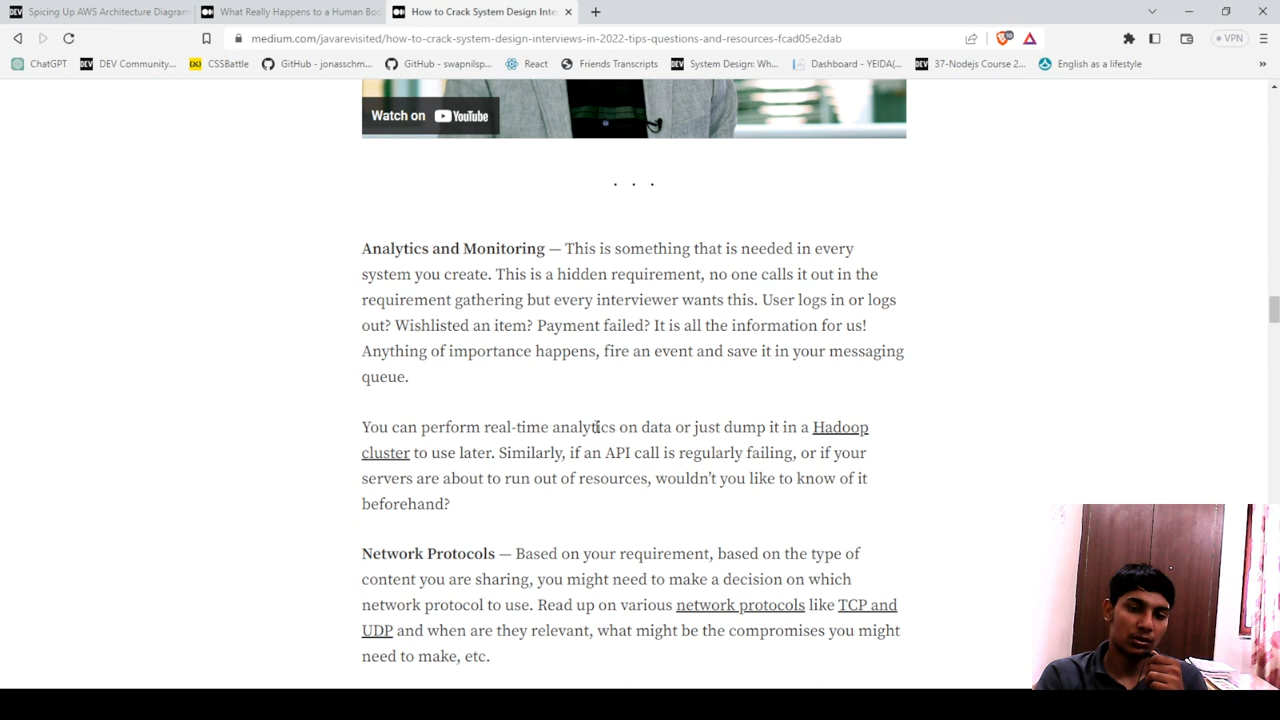 Spicing Up AWS Architecture Diagram
What Really Happens to a Human Bod
How to Crack System Design Inte
medium.com/javarevisited/how-to-crack-system-design-interviews-in-2022-tips-questions-and-resources-fcad05e2dab
VPN
ChatGPT
DEV Community...
CSSBattle
GitHub - jonasschm...
GitHub - swapnilsp...
React
Friends Transcripts
System Design: Wh...
Dashboard - YEIDA(...
37-Nodejs Course 2...
English as a lifestyle
Watch on YouTube
. . .
Analytics and Monitoring — This is something that is needed in every
system you create. This is a hidden requirement, no one calls it out in the
requirement gathering but every interviewer wants this. User logs in or logs
out? Wishlisted an item? Payment failed? It is all the information for us!
Anything of importance happens, fire an event and save it in your messaging
queue.
You can perform real-time analytics on data or just dump it in a Hadoop
cluster to use later. Similarly, if an API call is regularly failing, or if your
servers are about to run out of resources, wouldn't you like to know of it
beforehand?
Network Protocols — Based on your requirement, based on the type of
content you are sharing, you might need to make a decision on which
network protocol to use. Read up on various network protocols like TCP and
UDP and when are they relevant, what might be the compromises you might
need to make, etc.